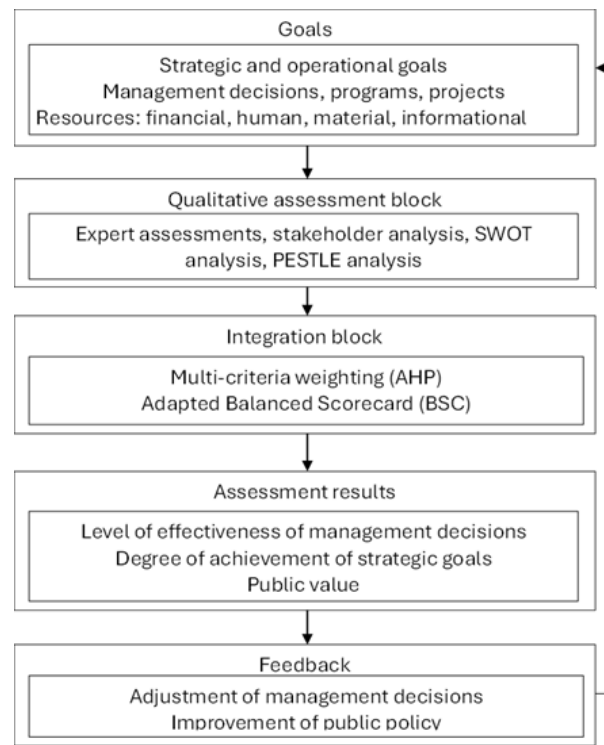 Goals
Strategic and operational goals
Management decisions, programs, projects
Resources: financial, human, material, informational
Qualitative assessment block
Expert assessments, stakeholder analysis, SWOT
analysis, PESTLE analysis
Integration block
Multi-criteria weighting (AHP)
Adapted Balanced Scorecard (BSC)
Assessment results
Level of effectiveness of management decisions
Degree of achievement of strategic goals
Public value
Feedback
Adjustment of management decisions
Improvement of public policy